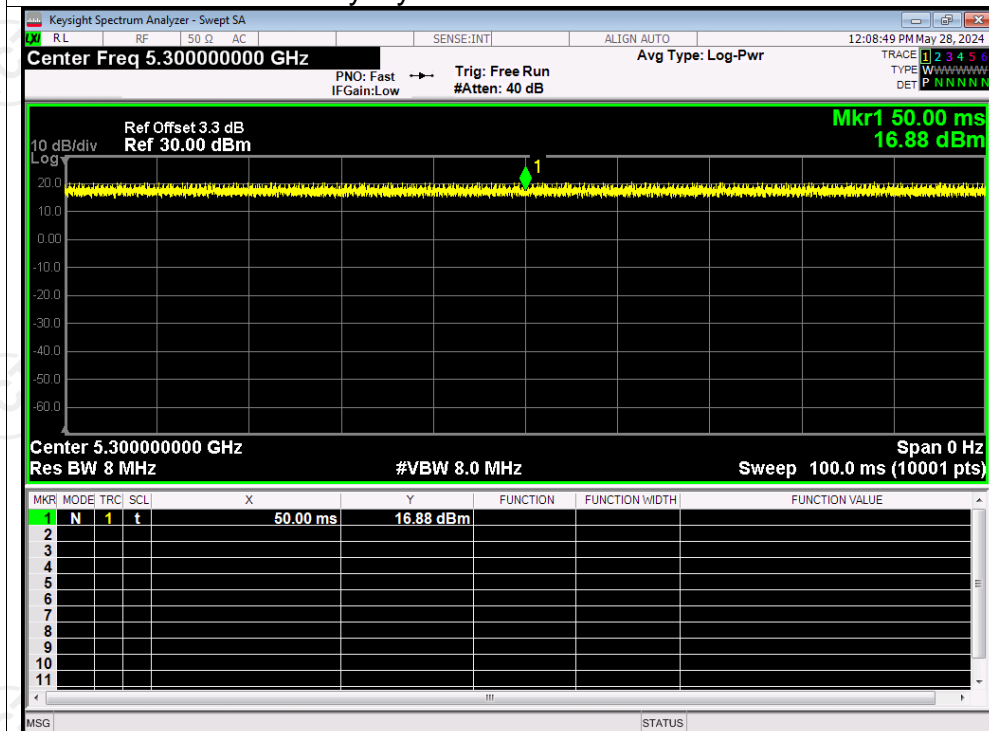 Keysight Spectrum Analyzer - Swept SA
LXI RL RF 50 Ω AC SENSE:INT ALIGN AUTO 12:08:49 PM May 28, 2024
Center Freq 5.300000000 GHz Avg Type: Log-Pwr TRACE 1 2 3 4 5 6
PNO: Fast Trig: Free Run TYPE WWWWWWW
IFGain:Low #Atten: 40 dB DET P N N N N N
Mkr1 50.00 ms
Ref Offset 3.3 dB
10 dB/div Ref 30.00 dBm 16.88 dBm
Log
1
20.0
10.0
0.00
-10.0
-20.0
-30.0
-40.0
-50.0
-60.0
Center 5.300000000 GHz Span 0 Hz
Res BW 8 MHz #VBW 8.0 MHz Sweep 100.0 ms (10001 pts)
MKR MODE TRC SCL X Y FUNCTION FUNCTION WIDTH FUNCTION VALUE
1 N 1 t 50.00 ms 16.88 dBm
2
3
4
5
6
7
8
9
10
11
MSG STATUS